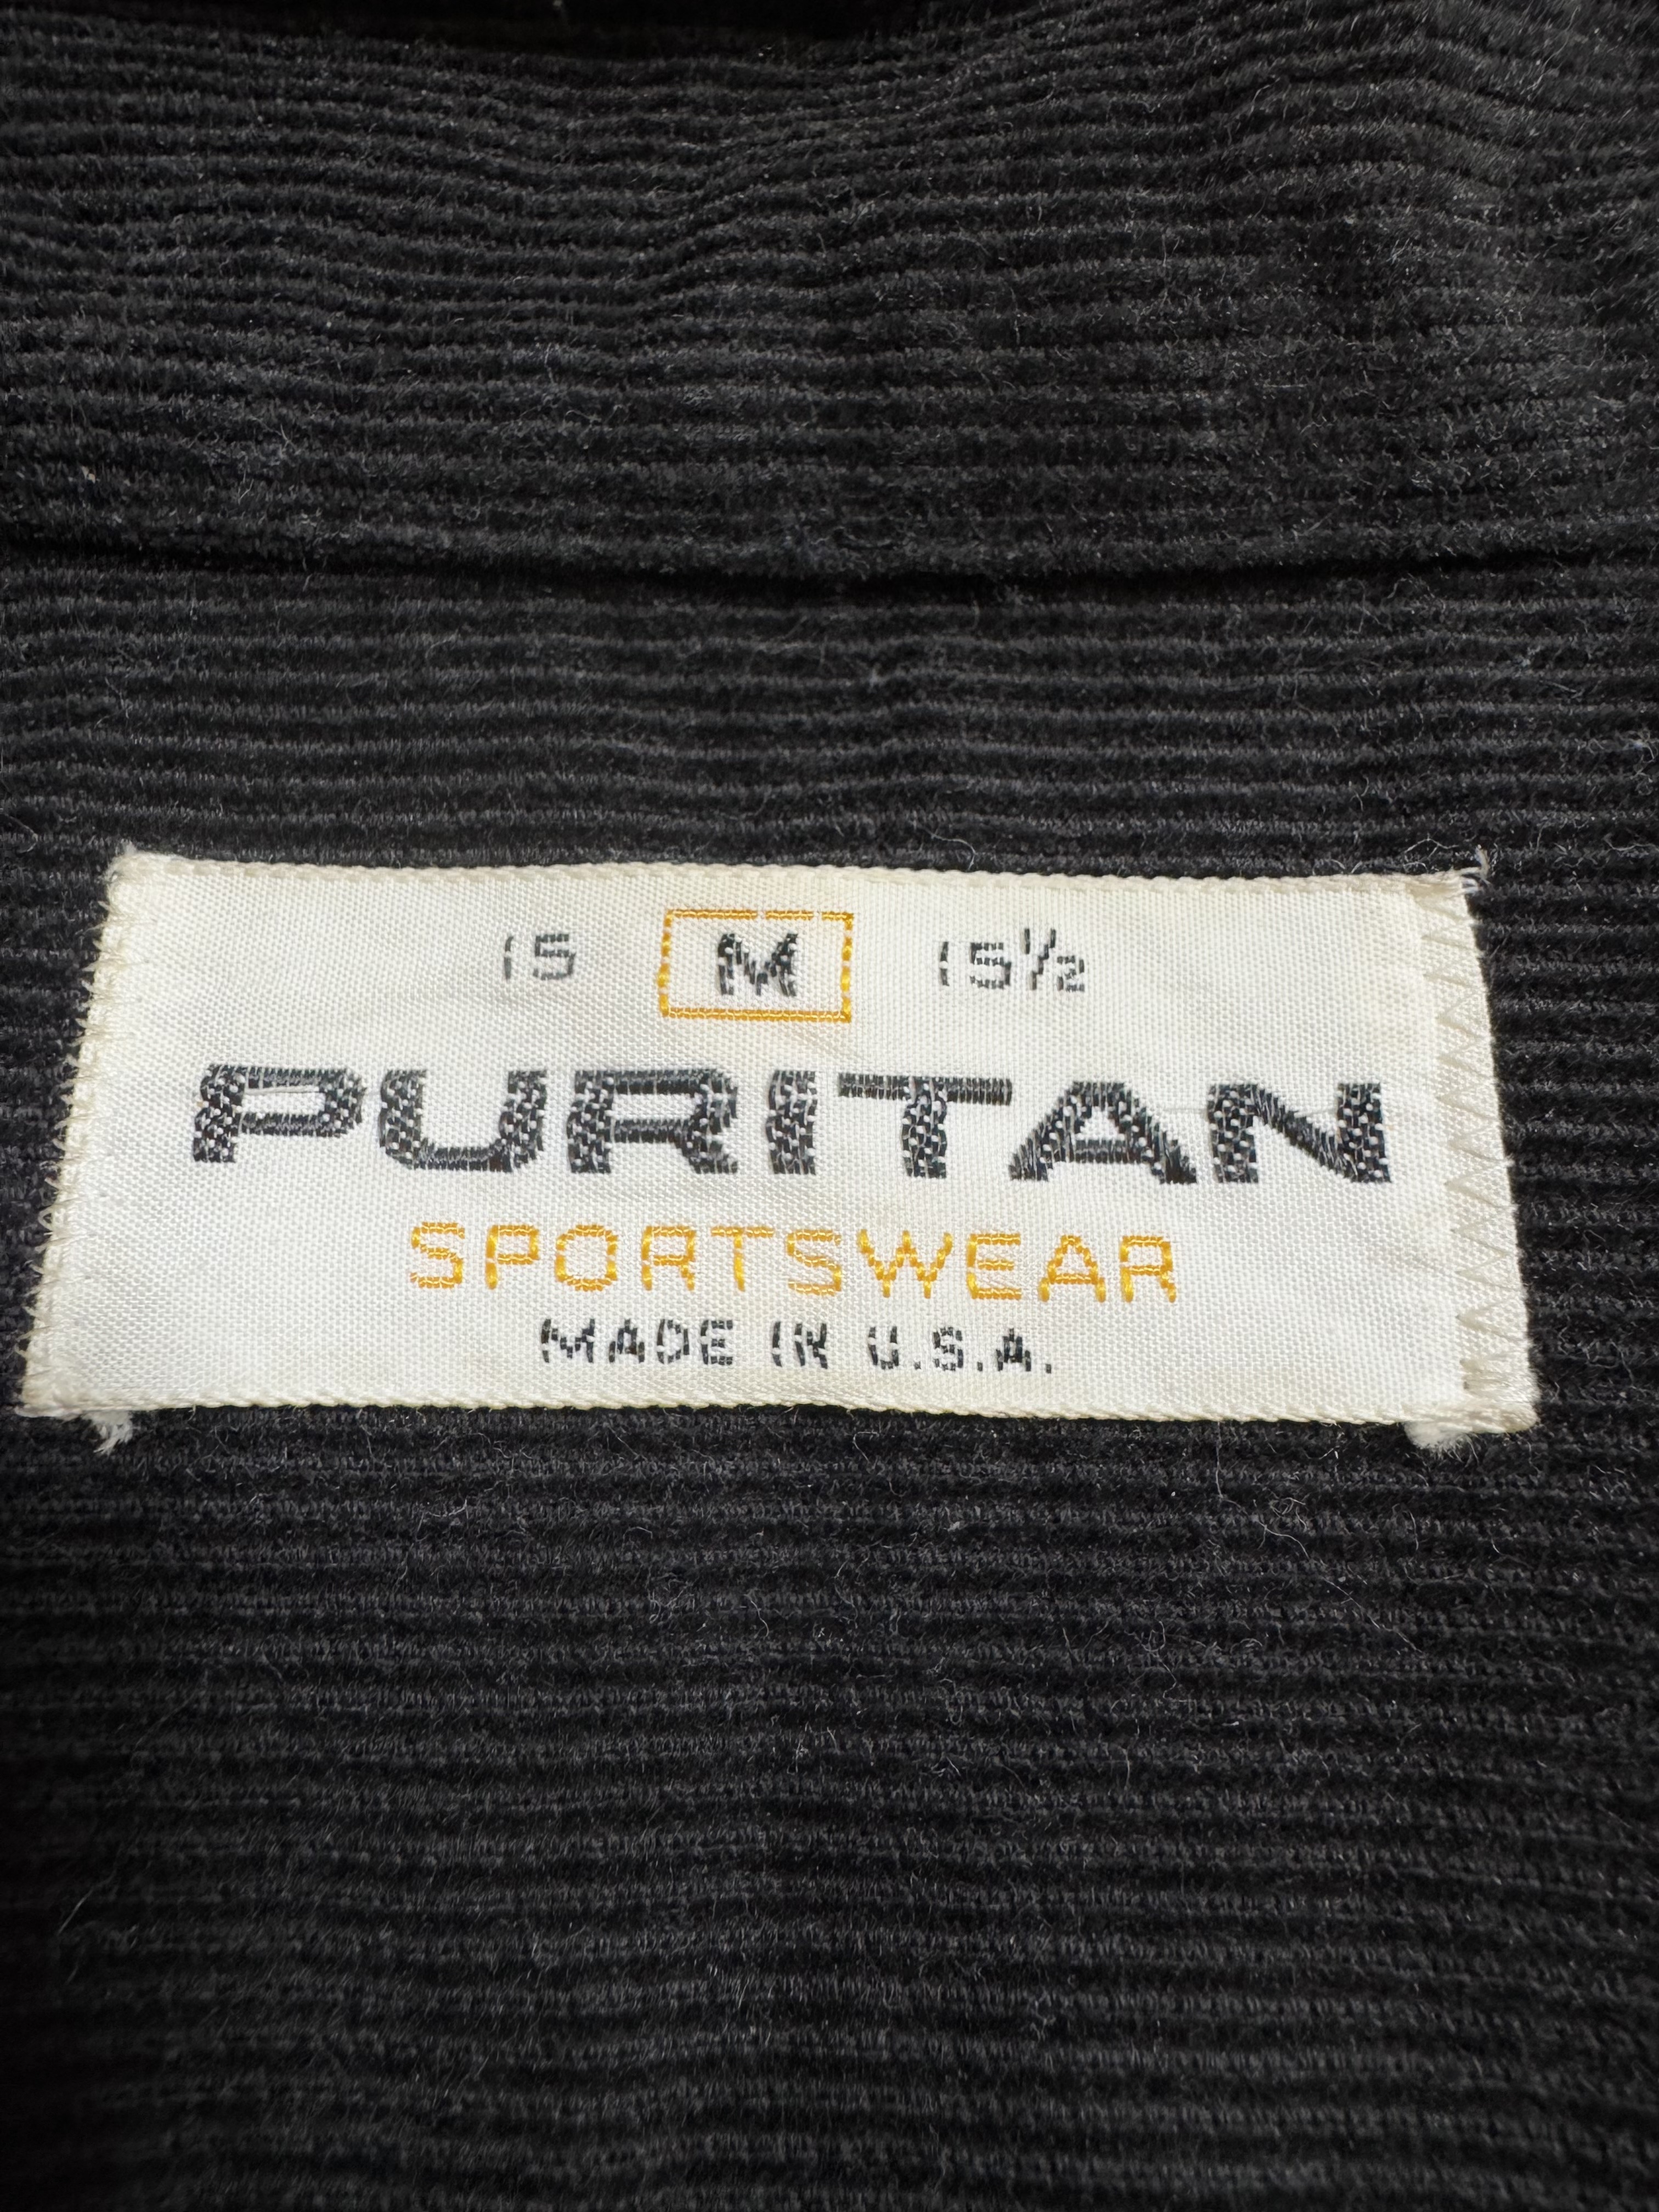 15 M 15½
PURITAN
SPORTSWEAR
MADE IN U.S.A.